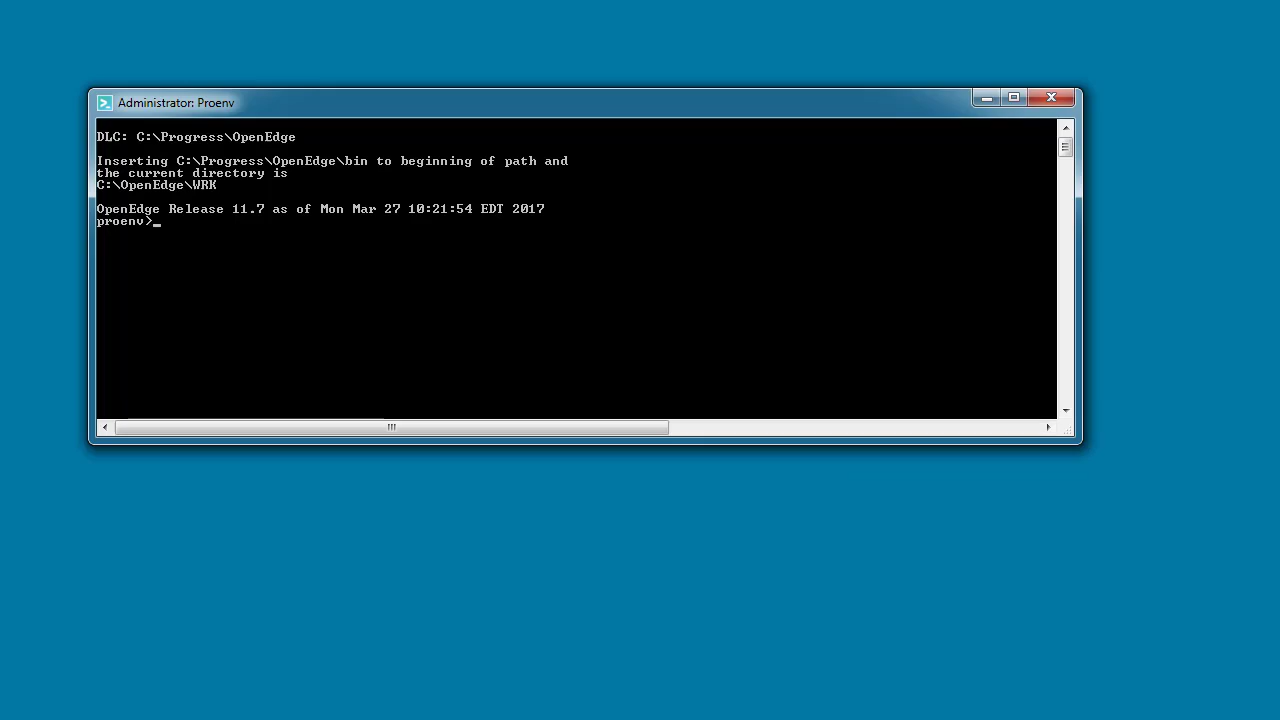 Administrator: Proenv
DLC: C:\Progress\OpenEdge
Inserting C:\Progress\OpenEdge\bin to beginning of path and
the current directory is
C:\OpenEdge\WRK
OpenEdge Release 11.7 as of Mon Mar 27 10:21:54 EDT 2017
proenv>_